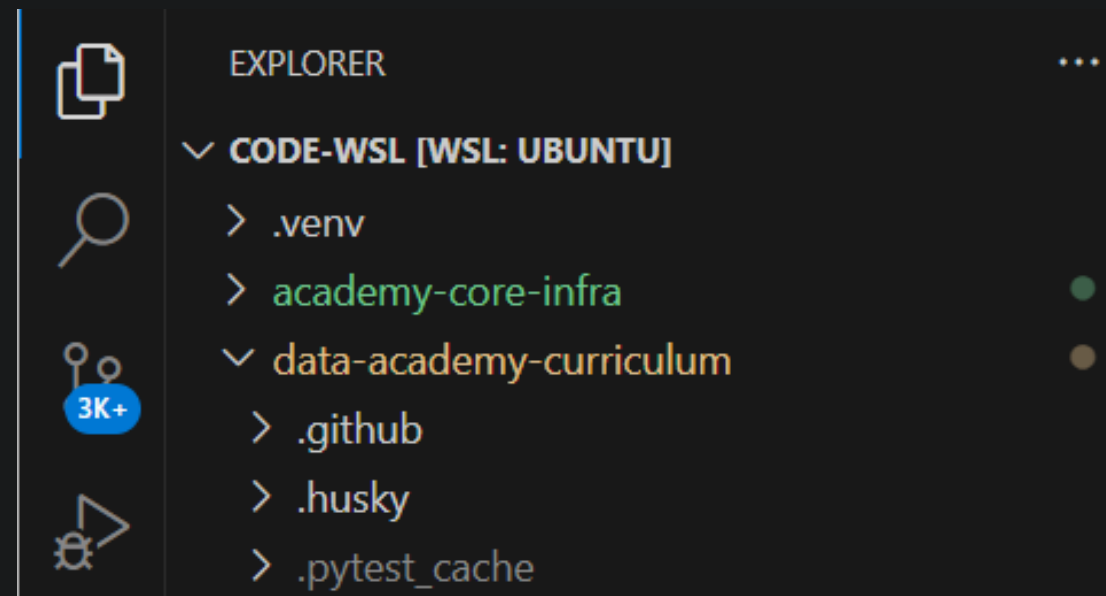 EXPLORER ...
CODE-WSL [WSL: UBUNTU]
.venv
academy-core-infra
data-academy-curriculum
3K+
.github
.husky
.pytest_cache